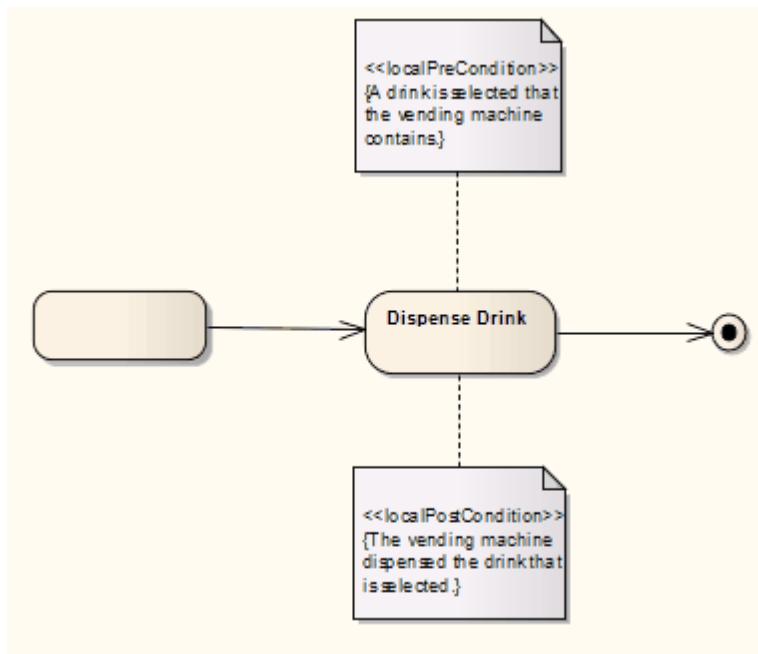 <<localPreCondition>>
{A drink is selected that
the vending machine
contains.}
Dispense Drink
<<localPostCondition>>
{The vending machine
dispensed the drink that
is selected.}